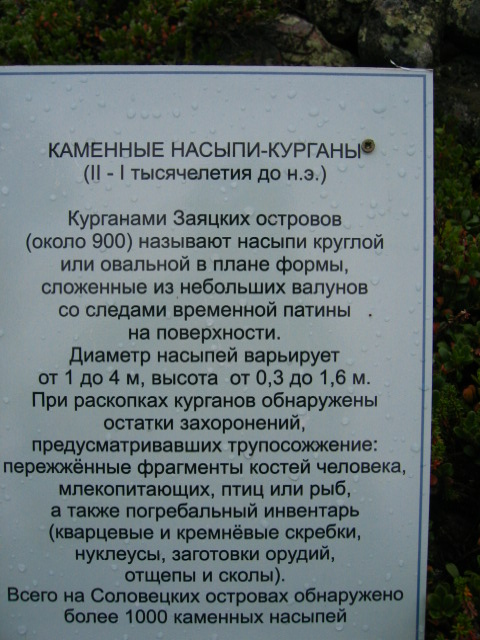 КАМЕННЫЕ НАСЫПИ-КУРГАНЫ
(II - I тысячелетия до н.э.)
Курганами Заяцких островов
(около 900) называют насыпи круглой
или овальной в плане формы,
сложенные из небольших валунов
со следами временной патины .
на поверхности.
Диаметр насыпей варьирует
от 1 до 4 м, высота от 0,3 до 1,6 м.
При раскопках курганов обнаружены
остатки захоронений,
предусматривавших трупосожжение:
пережжённые фрагменты костей человека,
млекопитающих, птиц или рыб,
а также погребальный инвентарь
(кварцевые и кремнёвые скребки,
нуклеусы, заготовки орудий,
отщепы и сколы).
Всего на Соловецких островах обнаружено
более 1000 каменных насыпей